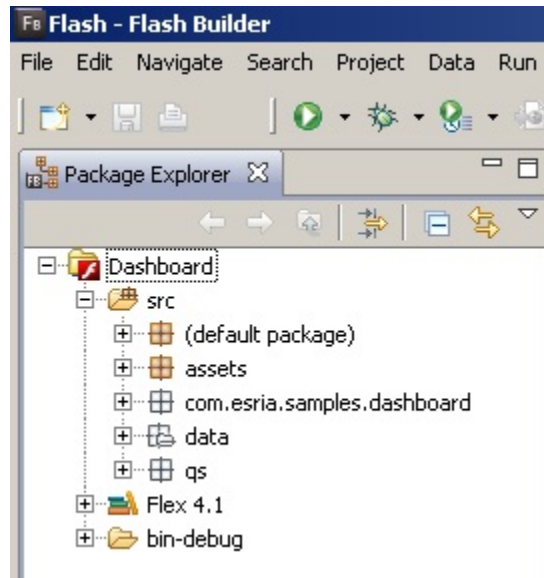 Fb Flash - Flash Builder
File Edit Navigate Search Project Data Run
Package Explorer
Dashboard
src
(default package)
assets
com.esria.samples.dashboard
data
qs
Flex 4.1
bin-debug